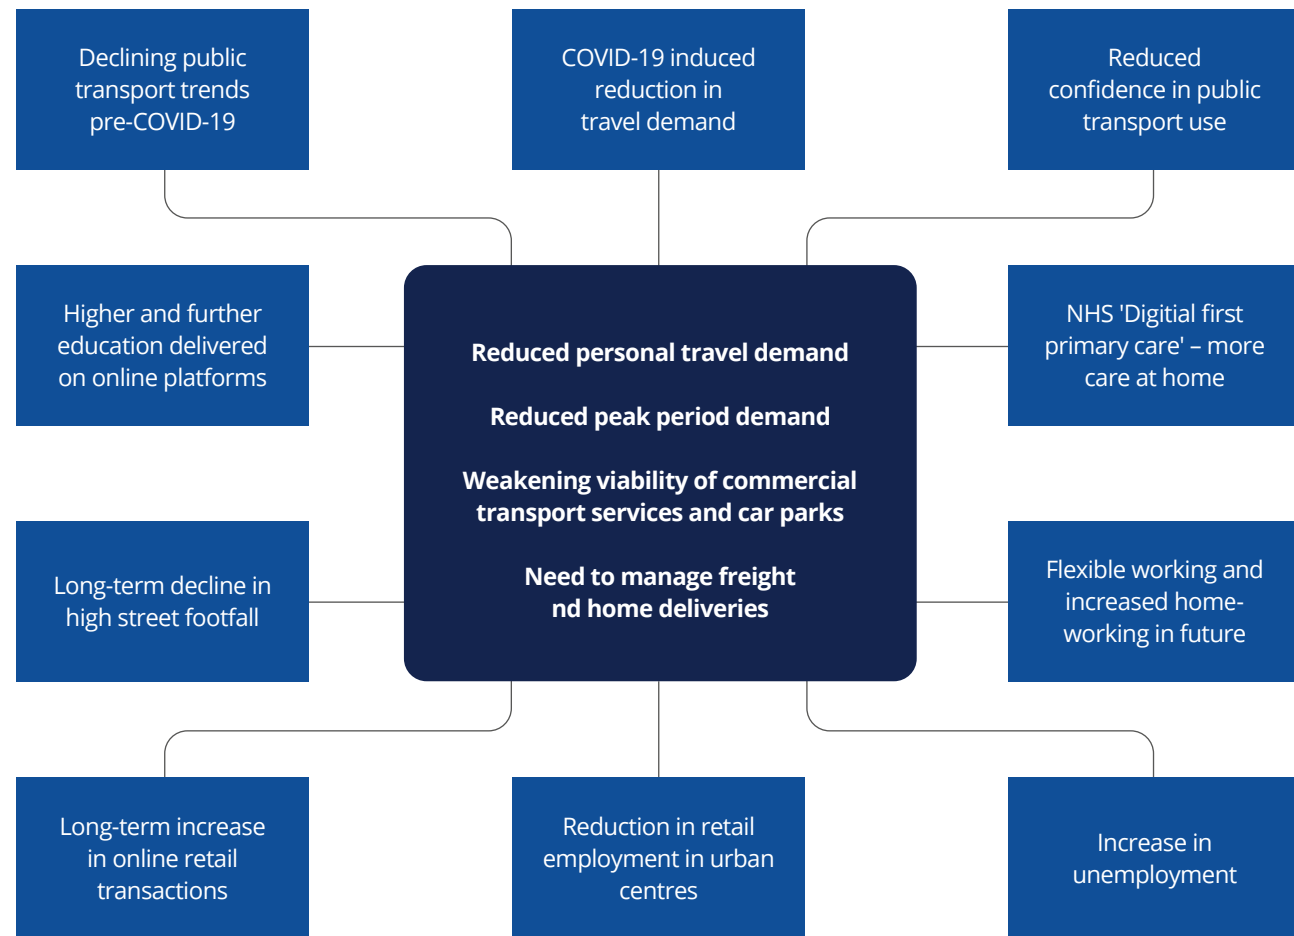 Declining public
transport trends
pre-COVID-19
COVID-19 induced
reduction in
travel demand
Reduced
confidence in public
transport use
Higher and further
education delivered
on online platforms
Reduced personal travel demand
Reduced peak period demand
Weakening viability of commercial
transport services and car parks
Need to manage freight
nd home deliveries
NHS 'Digitial first
primary care' – more
care at home
Long-term decline in
high street footfall
Flexible working and
increased home-
working in future
Long-term increase
in online retail
transactions
Reduction in retail
employment in urban
centres
Increase in
unemployment